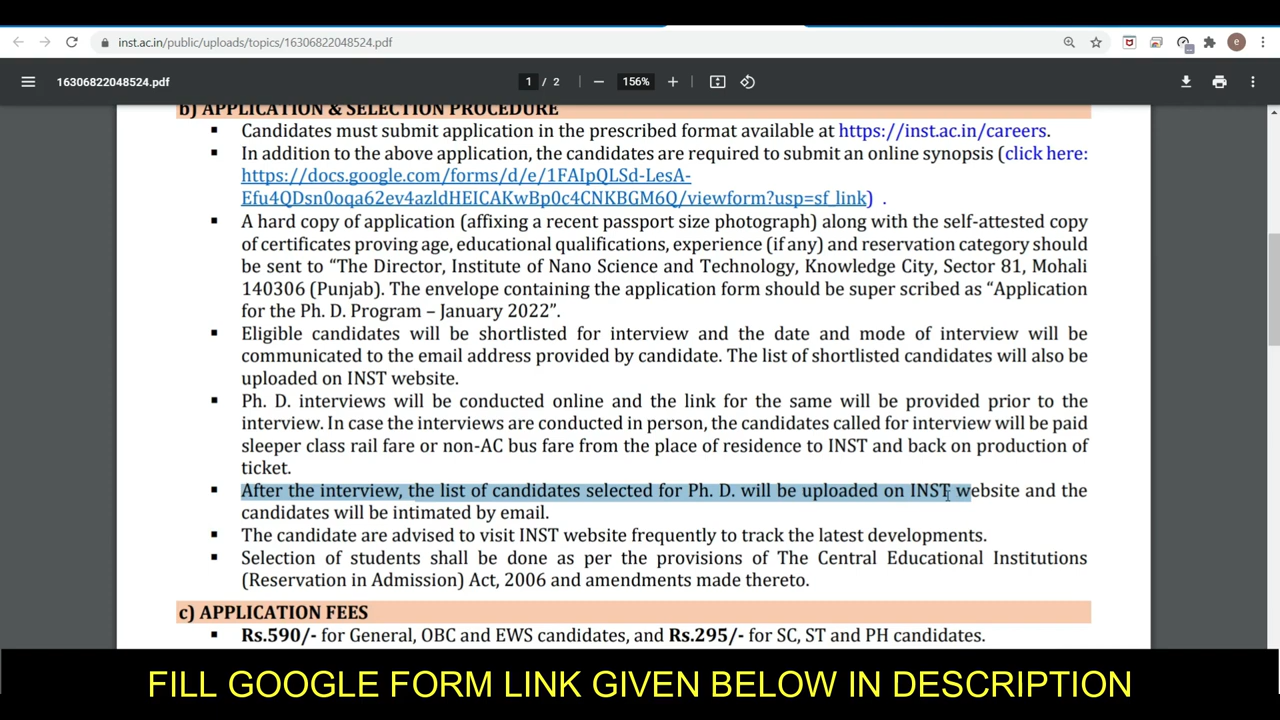 inst.ac.in/public/uploads/topics/16306822048524.pdf
e
16306822048524.pdf
1 / 2
156%
b) APPLICATION & SELECTION PROCEDURE
▪ Candidates must submit application in the prescribed format available at https://inst.ac.in/careers.
▪ In addition to the above application, the candidates are required to submit an online synopsis (click here:
https://docs.google.com/forms/d/e/1FAIpQLSd-LesA-
Efu4QDsn0oqa62ev4azldHEICAKwBp0c4CNKBGM6Q/viewform?usp=sf_link) .
▪ A hard copy of application (affixing a recent passport size photograph) along with the self-attested copy
of certificates proving age, educational qualifications, experience (if any) and reservation category should
be sent to “The Director, Institute of Nano Science and Technology, Knowledge City, Sector 81, Mohali
140306 (Punjab). The envelope containing the application form should be super scribed as “Application
for the Ph. D. Program – January 2022”.
▪ Eligible candidates will be shortlisted for interview and the date and mode of interview will be
communicated to the email address provided by candidate. The list of shortlisted candidates will also be
uploaded on INST website.
▪ Ph. D. interviews will be conducted online and the link for the same will be provided prior to the
interview. In case the interviews are conducted in person, the candidates called for interview will be paid
sleeper class rail fare or non-AC bus fare from the place of residence to INST and back on production of
ticket.
▪ After the interview, the list of candidates selected for Ph. D. will be uploaded on INST website and the
candidates will be intimated by email.
▪ The candidate are advised to visit INST website frequently to track the latest developments.
▪ Selection of students shall be done as per the provisions of The Central Educational Institutions
(Reservation in Admission) Act, 2006 and amendments made thereto.
c) APPLICATION FEES
▪ Rs.590/- for General, OBC and EWS candidates, and Rs.295/- for SC, ST and PH candidates.
FILL GOOGLE FORM LINK GIVEN BELOW IN DESCRIPTION